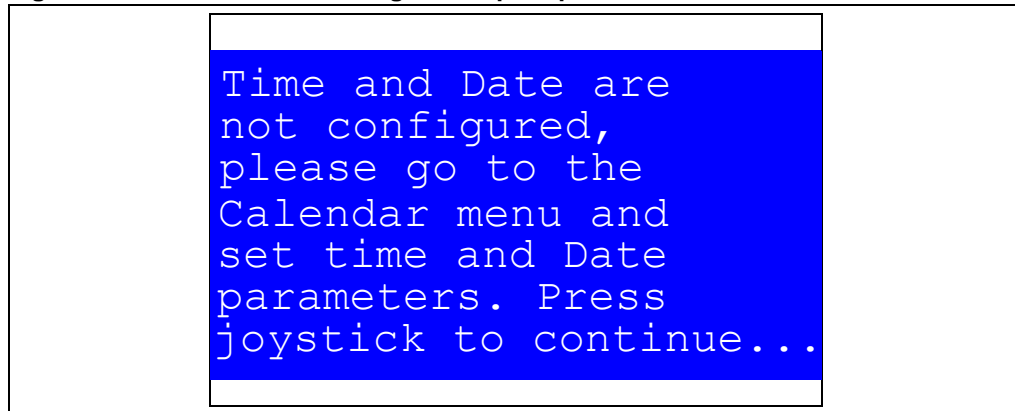 Time and Date are
not configured,
please go to the
Calendar menu and
set time and Date
parameters. Press
joystick to continue...